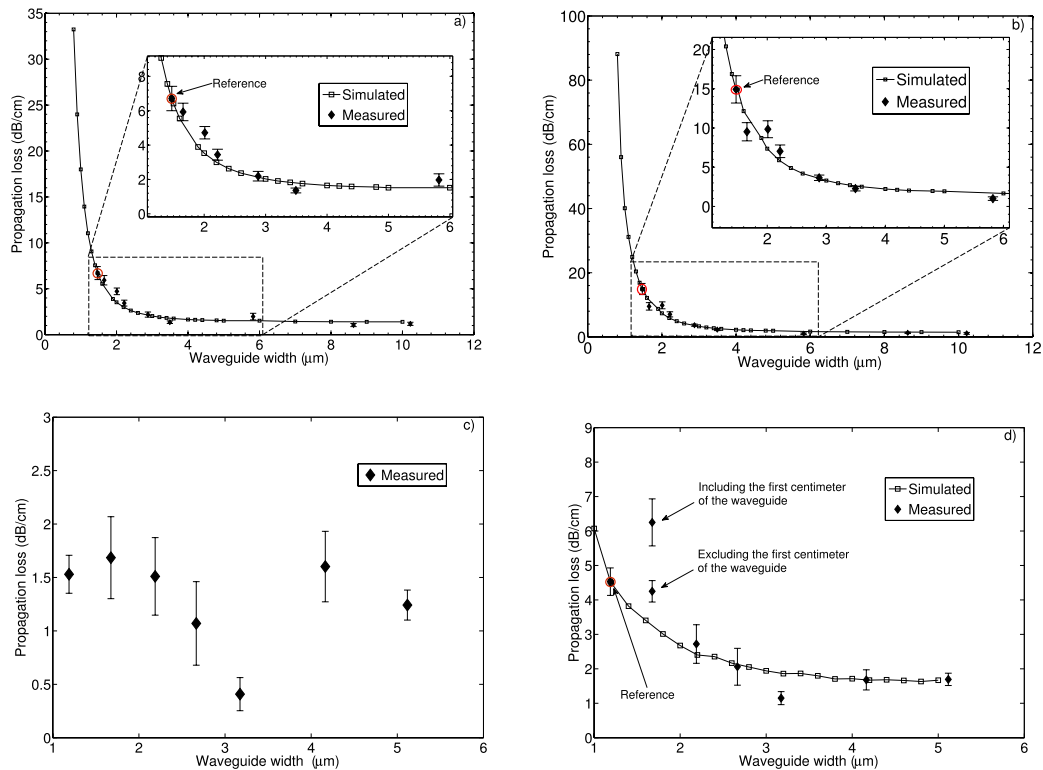 a)
Propagation loss (dB/cm)
35
30
25
20
15
10
5
0
0 2 4 6 8 10 12
Waveguide width (μm)
8
6
4
2
0
2 3 4 5 6
Reference
Simulated
Measured
b)
Propagation loss (dB/cm)
100
80
60
40
20
0
0 2 4 6 8 10 12
Waveguide width (μm)
20
15
10
5
0
2 3 4 5 6
Reference
Simulated
Measured
c)
Propagation loss (dB/cm)
3
2.5
2
1.5
1
0.5
0
1 2 3 4 5 6
Waveguide width (μm)
Measured
d)
Propagation loss (dB/cm)
9
8
7
6
5
4
3
2
1
0
1 2 3 4 5 6
Waveguide width (μm)
Including the first centimeter
of the waveguide
Excluding the first centimeter
of the waveguide
Simulated
Measured
Reference